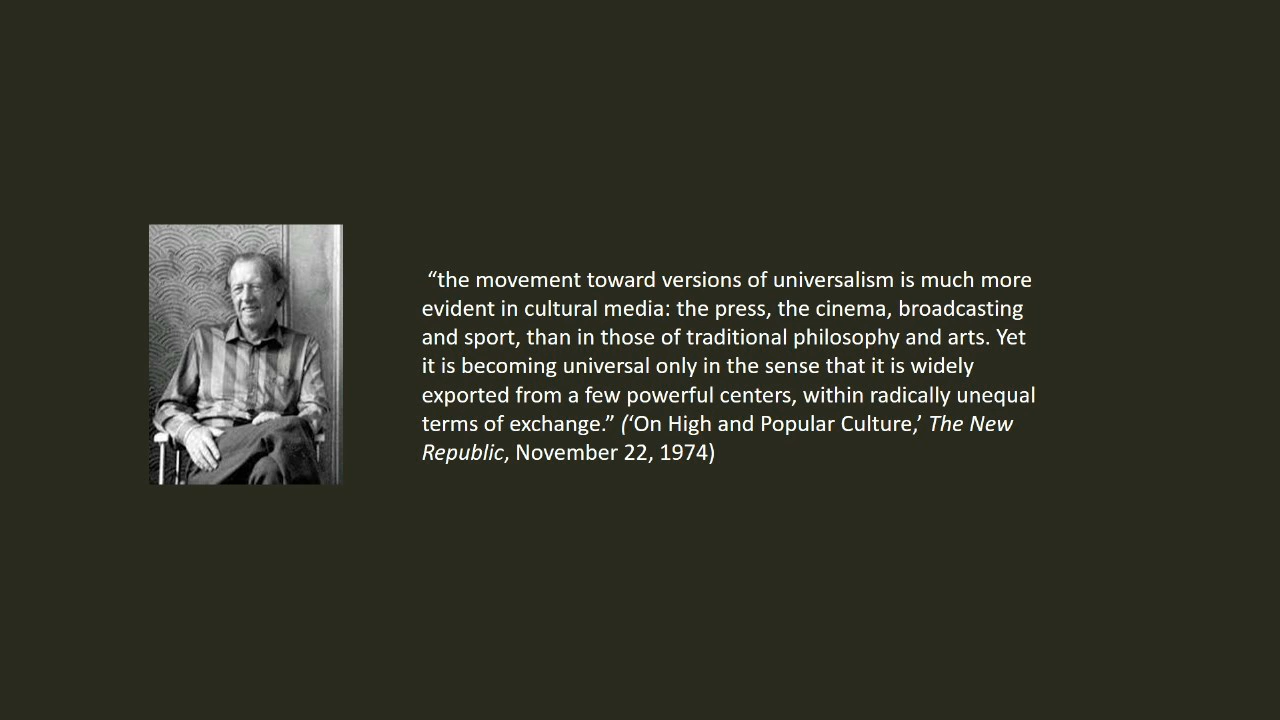 “the movement toward versions of universalism is much more
evident in cultural media: the press, the cinema, broadcasting
and sport, than in those of traditional philosophy and arts. Yet
it is becoming universal only in the sense that it is widely
exported from a few powerful centers, within radically unequal
terms of exchange.” (‘On High and Popular Culture,’ The New
Republic, November 22, 1974)